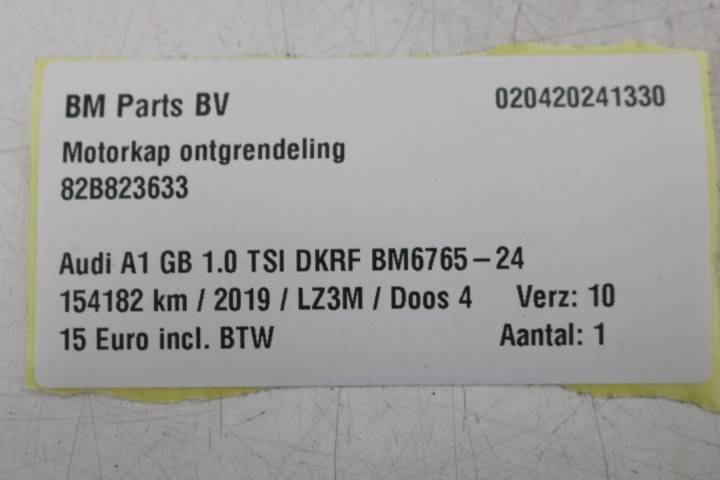 BM Parts BV 020420241330
Motorkap ontgrendeling
82B823633
Audi A1 GB 1.0 TSI DKRF BM6765-24
154182 km / 2019 / LZ3M / Doos 4 Verz: 10
15 Euro incl. BTW Aantal: 1